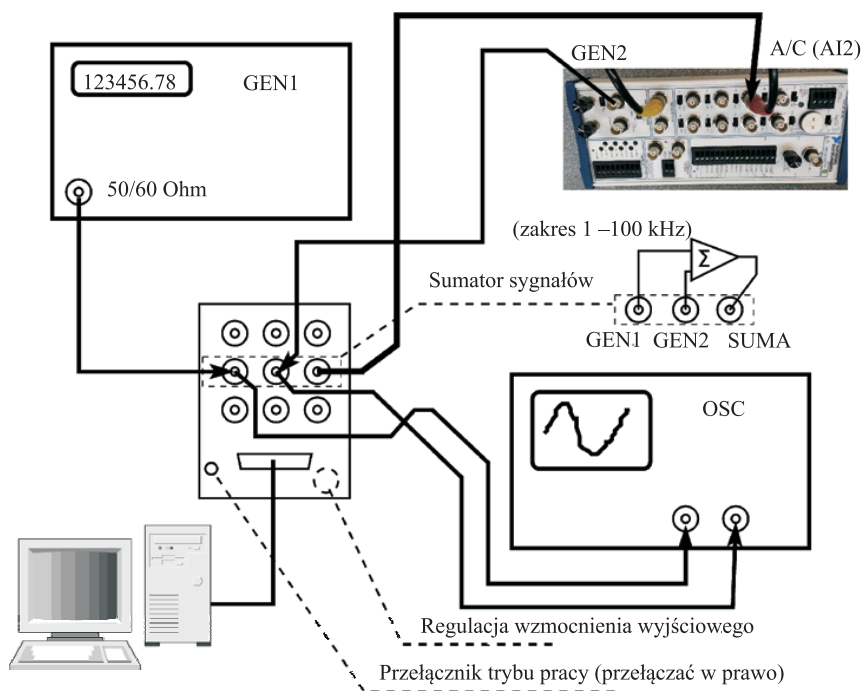 GEN2
A/C (AI2)
123456.78
GEN1
50/60 Ohm
(zakres 1 –100 kHz)
Sumator sygnałów
Σ
GEN1 GEN2 SUMA
OSC
Regulacja wzmocnienia wyjściowego
Przełącznik trybu pracy (przełączać w prawo)